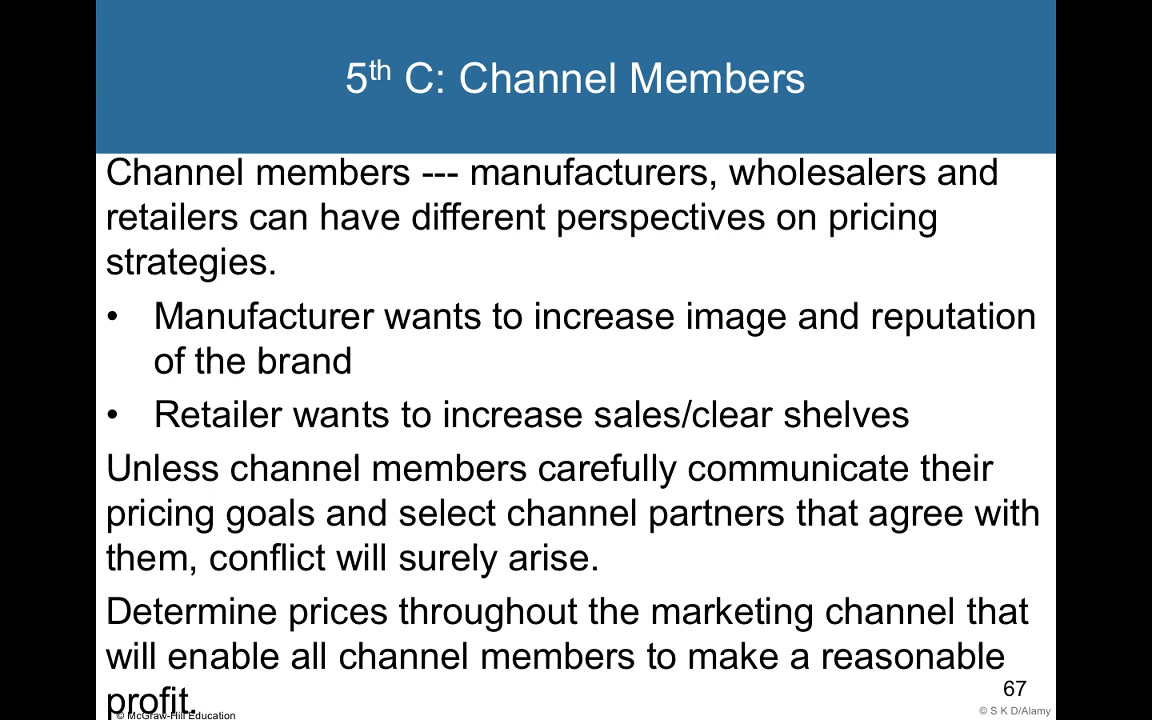 5th C: Channel Members
Channel members --- manufacturers, wholesalers and
retailers can have different perspectives on pricing
strategies.
• Manufacturer wants to increase image and reputation
of the brand
• Retailer wants to increase sales/clear shelves
Unless channel members carefully communicate their
pricing goals and select channel partners that agree with
them, conflict will surely arise.
Determine prices throughout the marketing channel that
will enable all channel members to make a reasonable
profit.
67
© McGraw-Hill Education
© S K D/Alamy